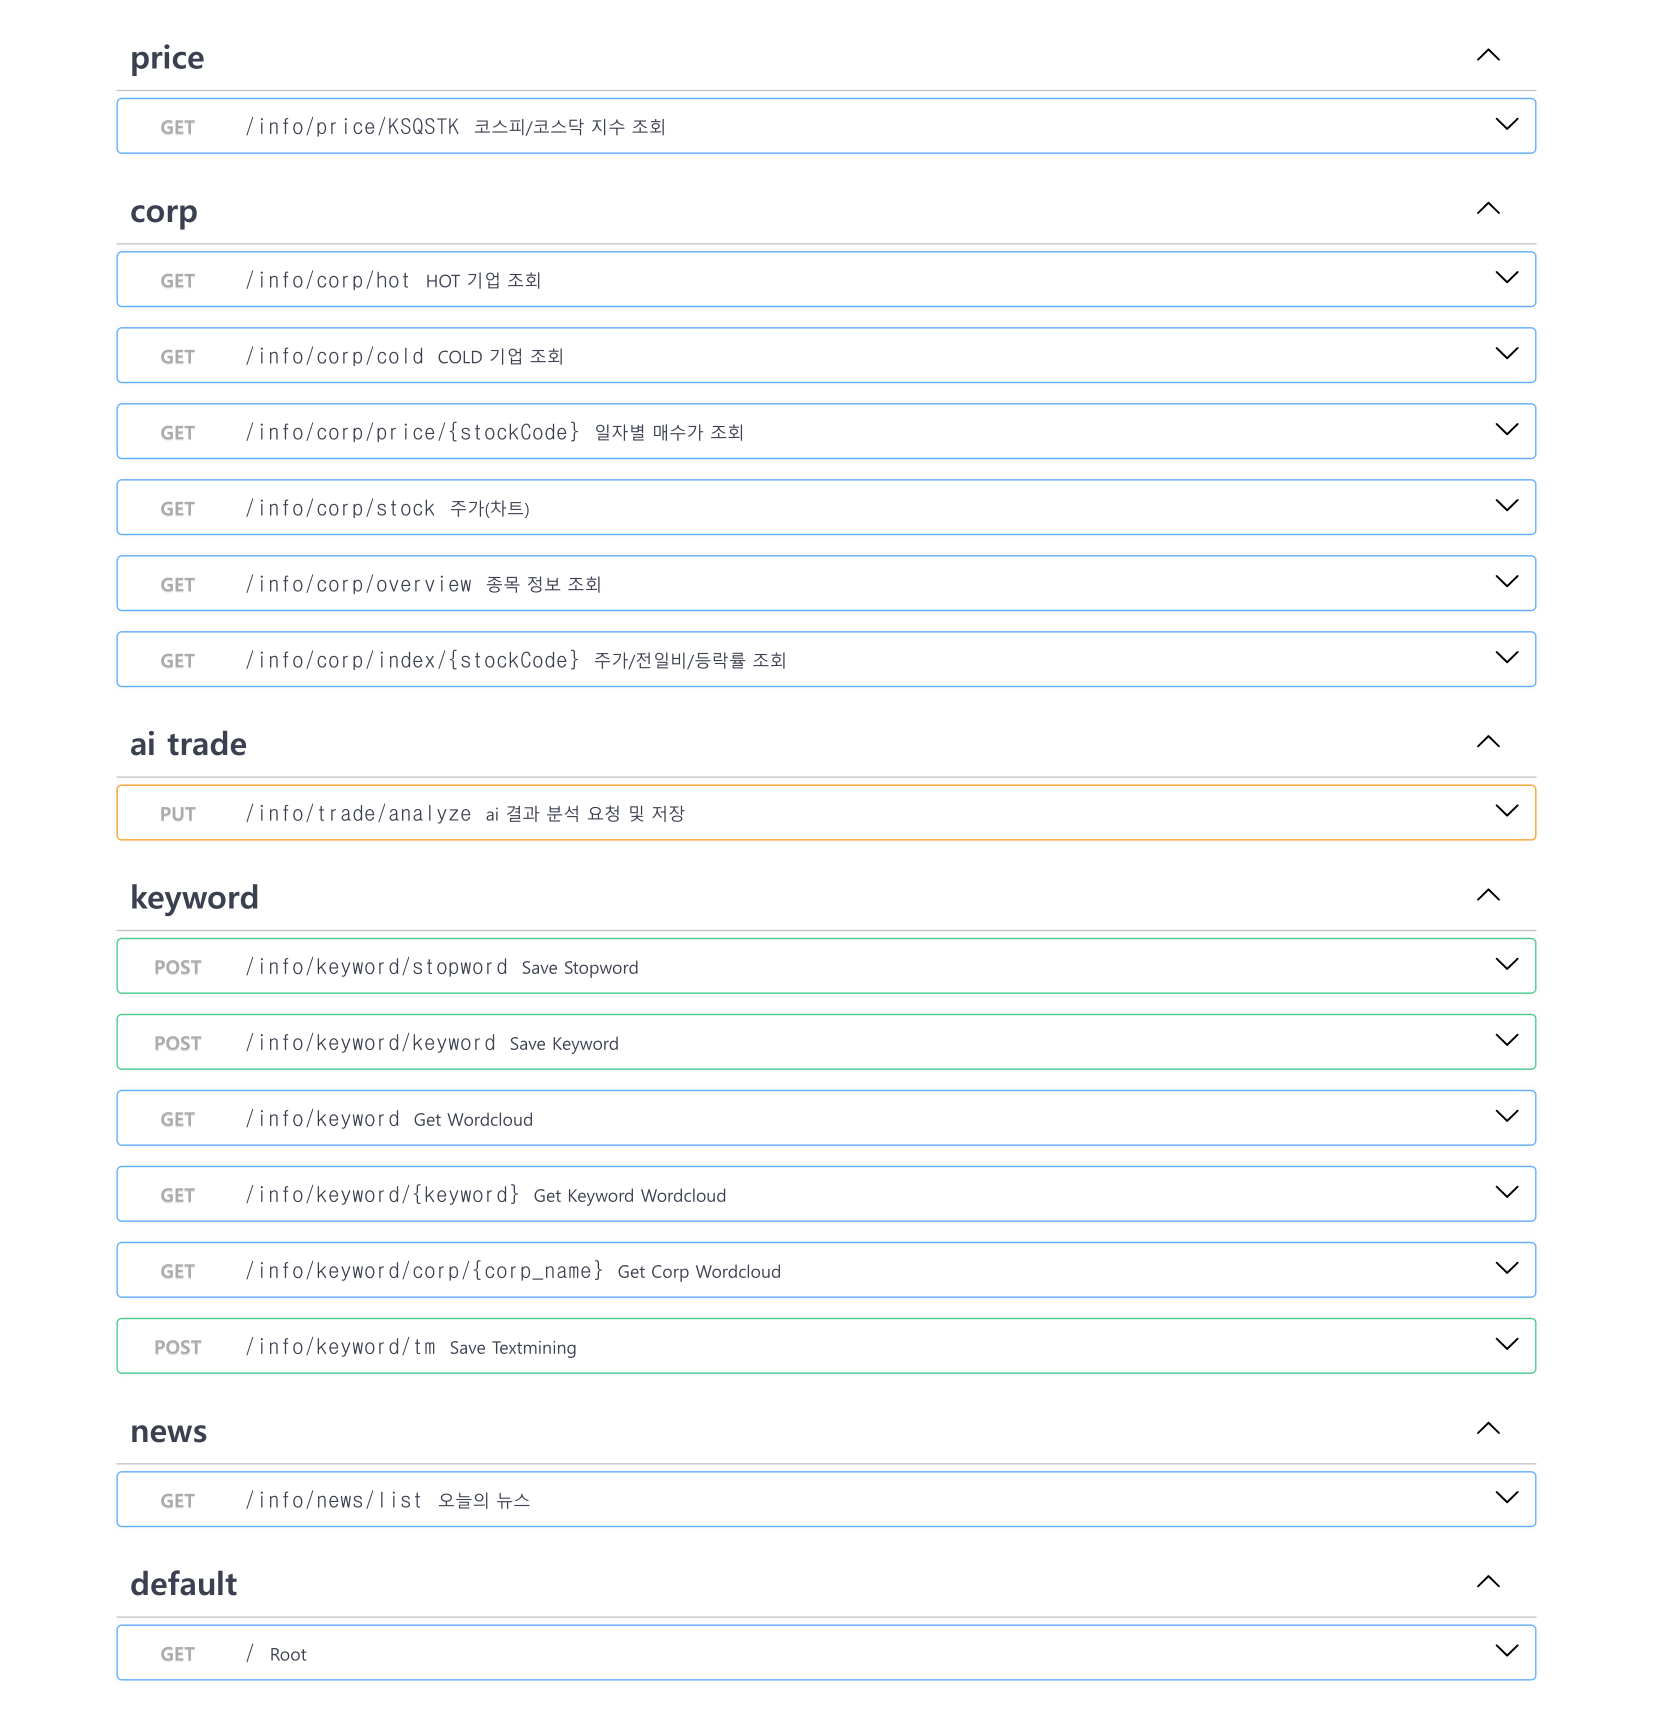 price
GET /info/price/KSQSTK 코스피/코스닥 지수 조회
corp
GET /info/corp/hot HOT 기업 조회
GET /info/corp/cold COLD 기업 조회
GET /info/corp/price/{stockCode} 일자별 매수가 조회
GET /info/corp/stock 주가(차트)
GET /info/corp/overview 종목 정보 조회
GET /info/corp/index/{stockCode} 주가/전일비/등락률 조회
ai trade
PUT /info/trade/analyze ai 결과 분석 요청 및 저장
keyword
POST /info/keyword/stopword Save Stopword
POST /info/keyword/keyword Save Keyword
GET /info/keyword Get Wordcloud
GET /info/keyword/{keyword} Get Keyword Wordcloud
GET /info/keyword/corp/{corp_name} Get Corp Wordcloud
POST /info/keyword/tm Save Textmining
news
GET /info/news/list 오늘의 뉴스
default
GET / Root